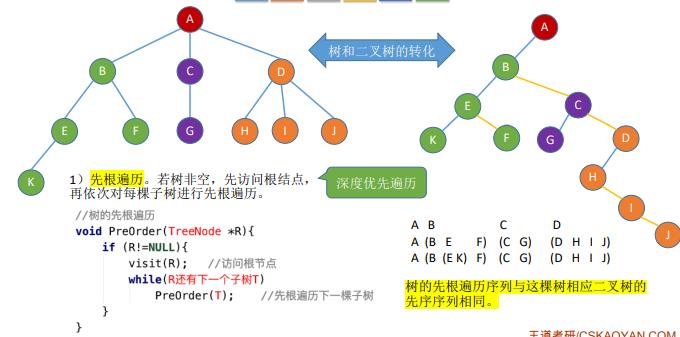 A
A
树和二叉树的转化
B
C
D
B
E
C
E
F
G
H
I
J
K
F
G
D
K
H
I
J
1）先根遍历。若树非空，先访问根结点，
再依次对每棵子树进行先根遍历。
深度优先遍历
//树的先根遍历
void PreOrder(TreeNode *R){
if (R!=NULL){
visit(R); //访问根节点
while(R还有下一个子树T)
PreOrder(T); //先根遍历下一棵子树
}
}
A B C D
A (B E F) (C G) (D H I J)
A (B (E K) F) (C G) (D H I J)
树的先根遍历序列与这棵树相应二叉树的
先序序列相同。
王道考研/CSKAOYAN.COM